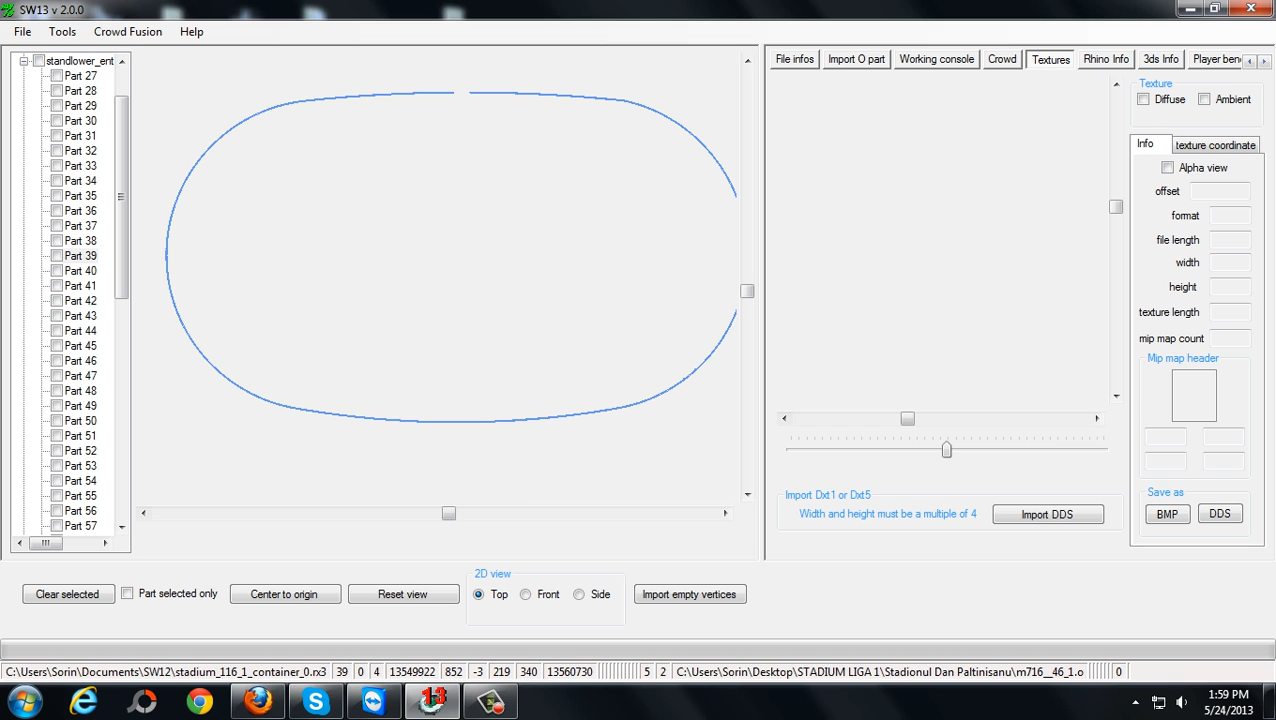 SW13 v 2.0.0
File Tools Crowd Fusion Help
standlower_ent
Part 27
Part 28
Part 29
Part 30
Part 31
Part 32
Part 33
Part 34
Part 35
Part 36
Part 37
Part 38
Part 39
Part 40
Part 41
Part 42
Part 43
Part 44
Part 45
Part 46
Part 47
Part 48
Part 49
Part 50
Part 51
Part 52
Part 53
Part 54
Part 55
Part 56
Part 57
File infos Import O part Working console Crowd Textures Rhino Info 3ds Info Player ben
Texture
Diffuse Ambient
Info texture coordinate
Alpha view
offset
format
file length
width
height
texture length
mip map count
Mip map header
Import Dxt1 or Dxt5
Width and height must be a multiple of 4 Import DDS
Save as
BMP DDS
Clear selected Part selected only Center to origin Reset view
2D view
Top Front Side
Import empty vertices
C:\Users\Sorin\Documents\SW12\stadium_116_1_container_0.rx3 39 0 4 13549922 852 -3 219 340 13560730 5 2 C:\Users\Sorin\Desktop\STADIUM LIGA 1\Stadionul Dan Paltinisanu\m716__46_1.o 0
13
1:59 PM
5/24/2013